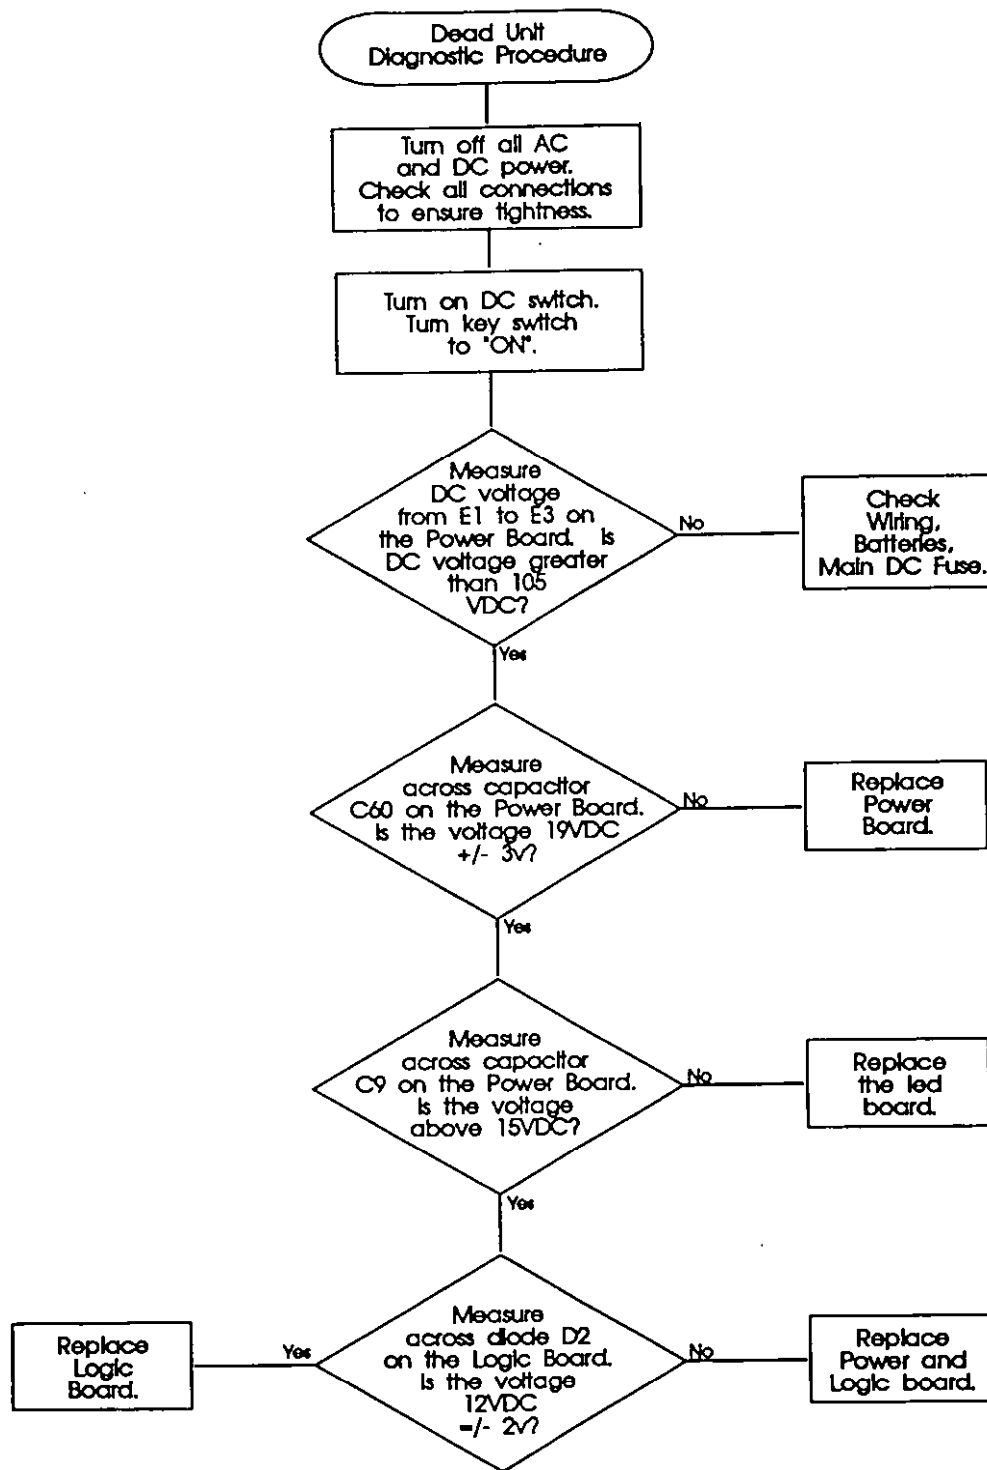 Dead Unit
Diagnostic Procedure
Turn off all AC
and DC power.
Check all connections
to ensure tightness.
Turn on DC switch.
Turn key switch
to "ON".
Measure
DC voltage
from E1 to E3 on
the Power Board. Is
DC voltage greater
than 105
VDC?
No
Check
Wiring,
Batteries,
Main DC Fuse.
Yes
Measure
across capacitor
C60 on the Power Board.
Is the voltage 19VDC
+/- 3v?
No
Replace
Power
Board.
Yes
Measure
across capacitor
C9 on the Power Board.
Is the voltage
above 15VDC?
No
Replace
the led
board.
Yes
Measure
across diode D2
on the Logic Board.
Is the voltage
12VDC
=/- 2v?
Yes
Replace
Logic
Board.
No
Replace
Power and
Logic board.